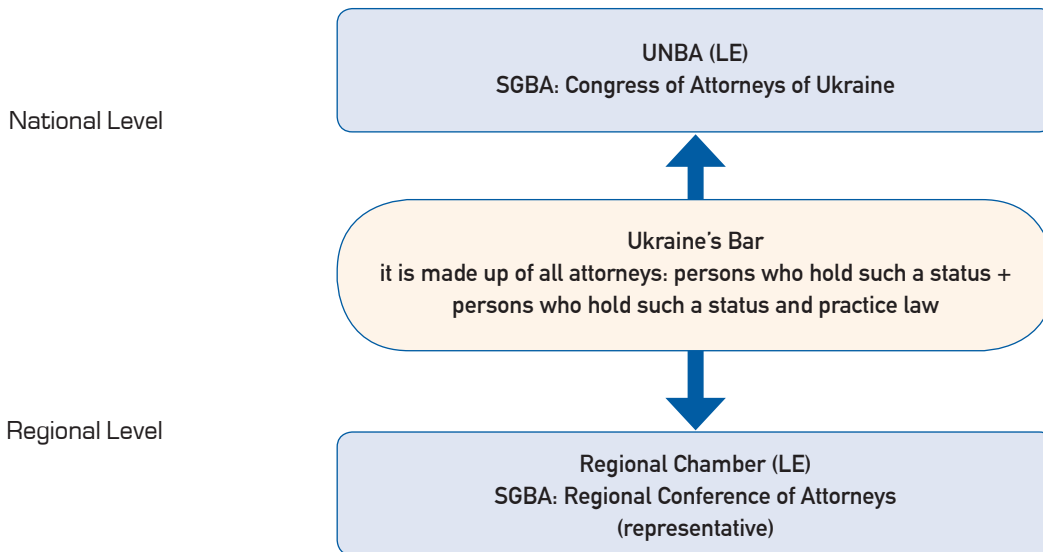 UNBA (LE)
SGBA: Congress of Attorneys of Ukraine
National Level
Ukraine's Bar
it is made up of all attorneys: persons who hold such a status +
persons who hold such a status and practice law
Regional Level
Regional Chamber (LE)
SGBA: Regional Conference of Attorneys
(representative)